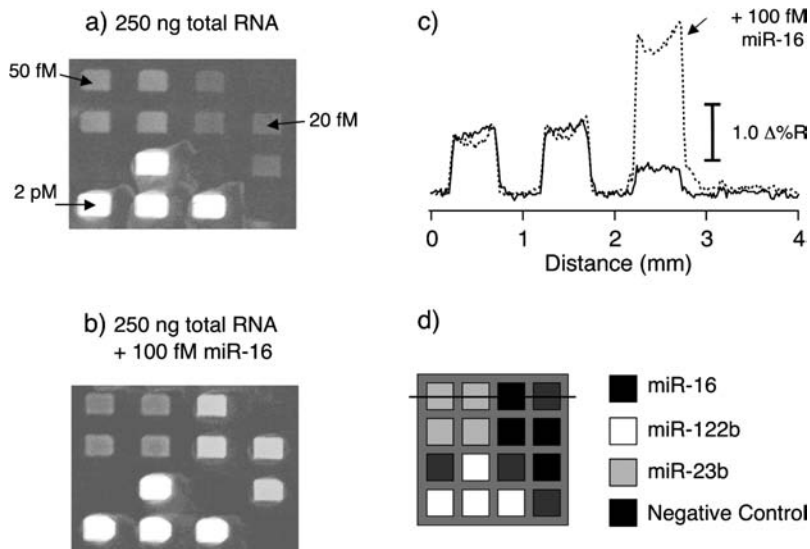 a) 250 ng total RNA
50 fM
20 fM
2 pM
b) 250 ng total RNA
+ 100 fM miR-16
c)
+ 100 fM
miR-16
1.0 Δ%R
0 1 2 3 4
Distance (mm)
d)
miR-16
miR-122b
miR-23b
Negative Control